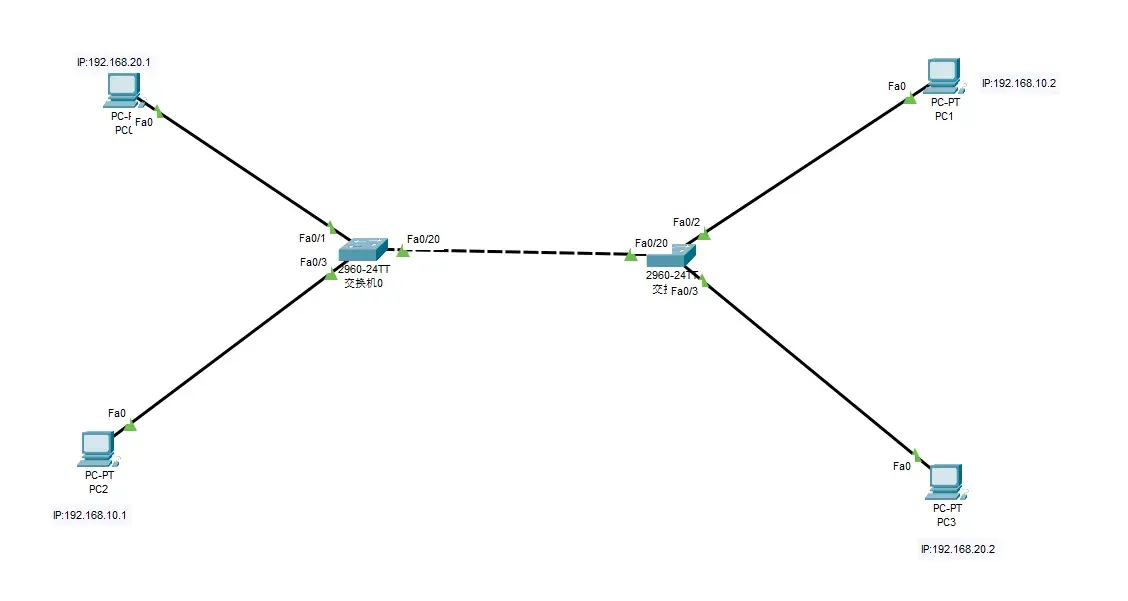 IP:192.168.20.1
PC-P
PC0
Fa0
Fa0
PC-PT
PC1
IP:192.168.10.2
Fa0/1
Fa0/20
Fa0/3
2960-24TT
交换机0
Fa0/2
Fa0/20
2960-24TT
Fa0/3
Fa0
PC-PT
PC2
IP:192.168.10.1
Fa0
PC-PT
PC3
IP:192.168.20.2